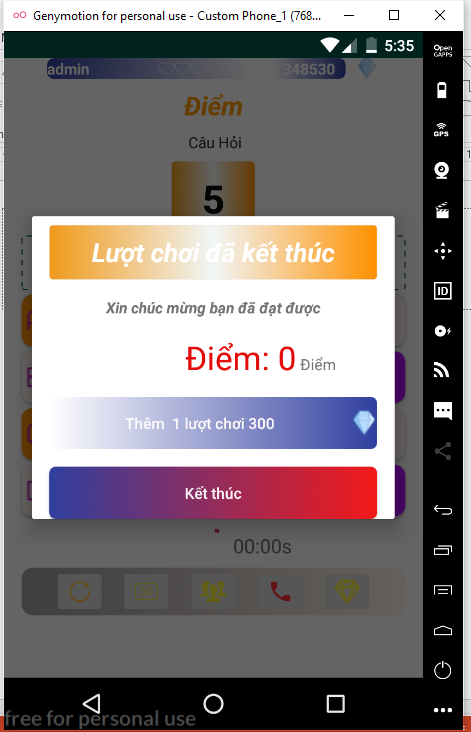 Genymotion for personal use - Custom Phone_1 (768...
5:35
Open
GAPPS
admin
348530
Điểm
Câu Hỏi
GPS
5
Lượt chơi đã kết thúc
Xin chúc mừng bạn đã đạt được
ID
Điểm: 0 Điểm
Thêm 1 lượt chơi 300
Kết thúc
00:00s
free for personal use